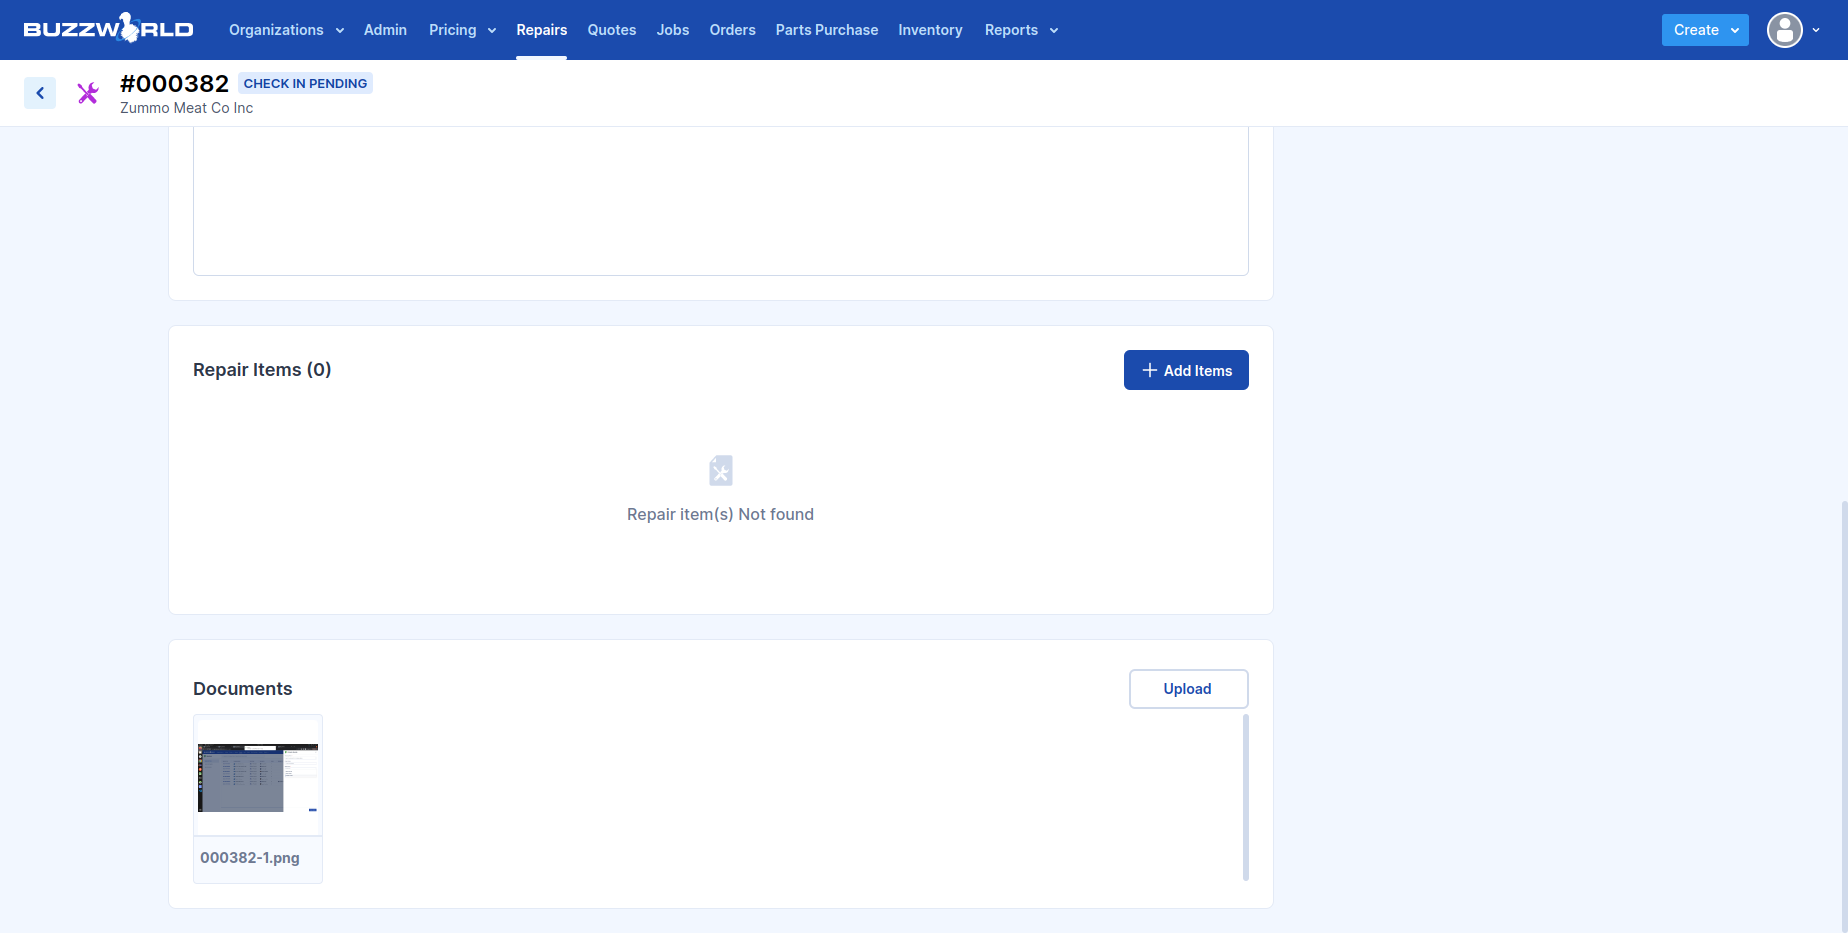 BUZZWORLD
Organizations
Admin
Pricing
Repairs
Quotes
Jobs
Orders
Parts Purchase
Inventory
Reports
Create
#000382
CHECK IN PENDING
Zummo Meat Co Inc
Repair Items (0)
Add Items
Repair item(s) Not found
Documents
Upload
000382-1.png